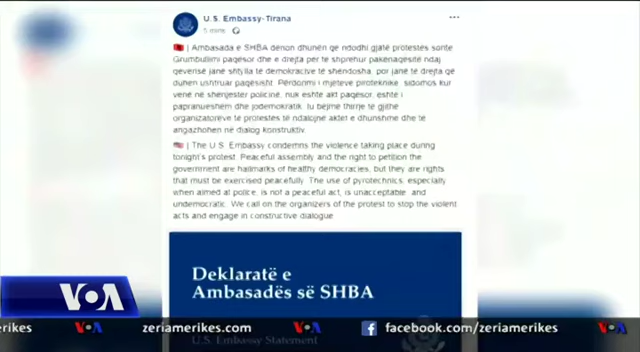 U.S. Embassy-Tirana
5 mins
| Ambasada e SHBA dënon dhunën që ndodhi gjatë protestës sonte
Grumbullimi paqësor dhe e drejta për të shprehur pakënaqësitë ndaj
qeverisë janë shtylla të demokracive të shëndosha, por janë të drejta që
duhen ushtruar paqësisht. Përdorimi i mjeteve piroteknike, sidomos kur
vënë në shënjestër policinë, nuk është akt paqësor, është i
papranueshëm dhe jodemokratik. Iu bëjmë thirrje të gjithë
organizatorëve të protestës të ndalojnë aktet e dhunshme dhe të
angazhohen në dialog konstruktiv.
| The U.S. Embassy condemns the violence taking place during
tonight's protest. Peaceful assembly and the right to petition the
government are hallmarks of healthy democracies, but they are rights
that must be exercised peacefully. The use of pyrotechnics, especially
when aimed at police, is not a peaceful act, is unacceptable, and
undemocratic. We call on the organizers of the protest to stop the violent
acts and engage in constructive dialogue.
Deklaratë e
Ambasadës së SHBA
U.S. Embassy Statement
VOA
erikes VOA zeriamerikes.com VOA facebook.com/zeriamerikes VOA